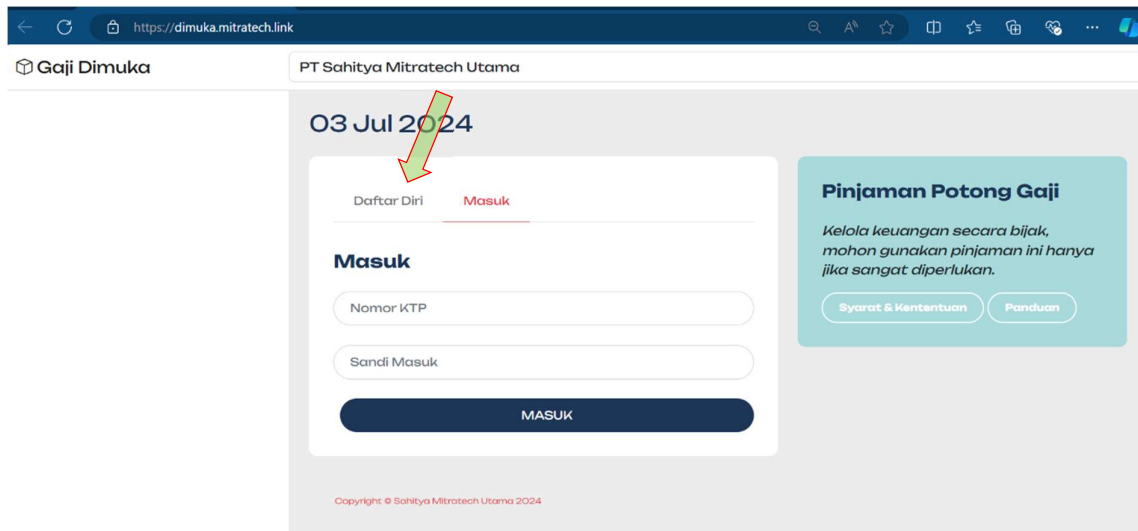 https://dimuka.mitratech.link
Gaji Dimuka
PT Sahitya Mitratech Utama
03 Jul 2024
Daftar Diri
Masuk
Masuk
Nomor KTP
Sandi Masuk
MASUK
Pinjaman Potong Gaji
Kelola keuangan secara bijak,
mohon gunakan pinjaman ini hanya
jika sangat diperlukan.
Syarat & Kententuan
Panduan
Copyright © Sahitya Mitratech Utama 2024